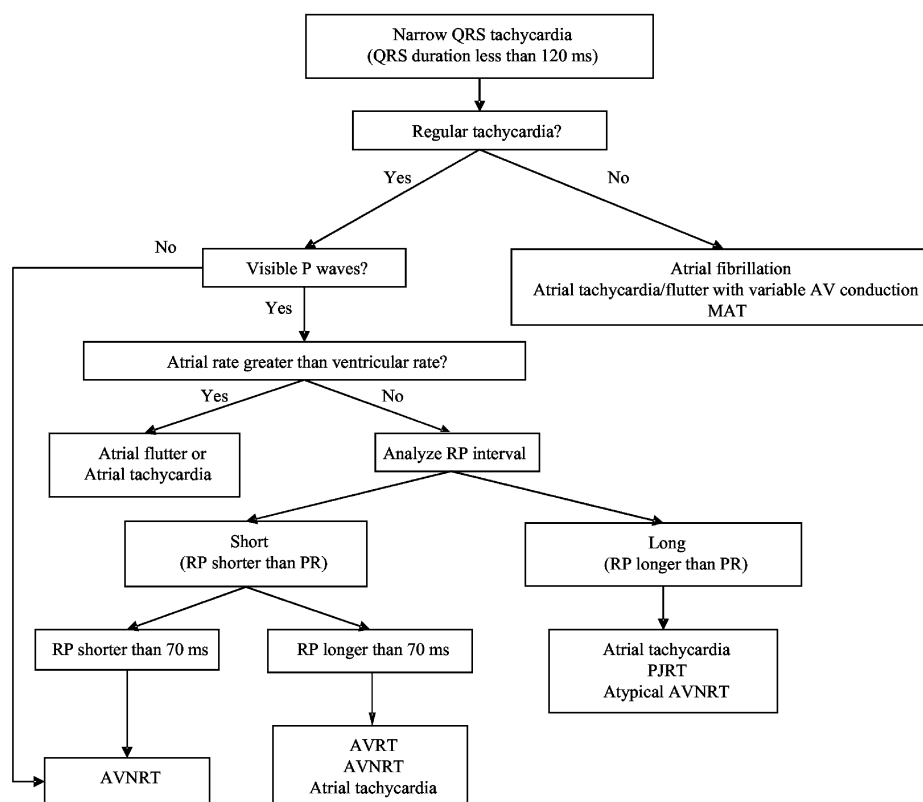 Narrow QRS tachycardia
(QRS duration less than 120 ms)
Regular tachycardia?
Yes
No
No
Visible P waves?
Atrial fibrillation
Atrial tachycardia/flutter with variable AV conduction
MAT
Yes
Atrial rate greater than ventricular rate?
Yes
No
Atrial flutter or
Atrial tachycardia
Analyze RP interval
Short
(RP shorter than PR)
Long
(RP longer than PR)
RP shorter than 70 ms
RP longer than 70 ms
Atrial tachycardia
PJRT
Atypical AVNRT
AVNRT
AVRT
AVNRT
Atrial tachycardia